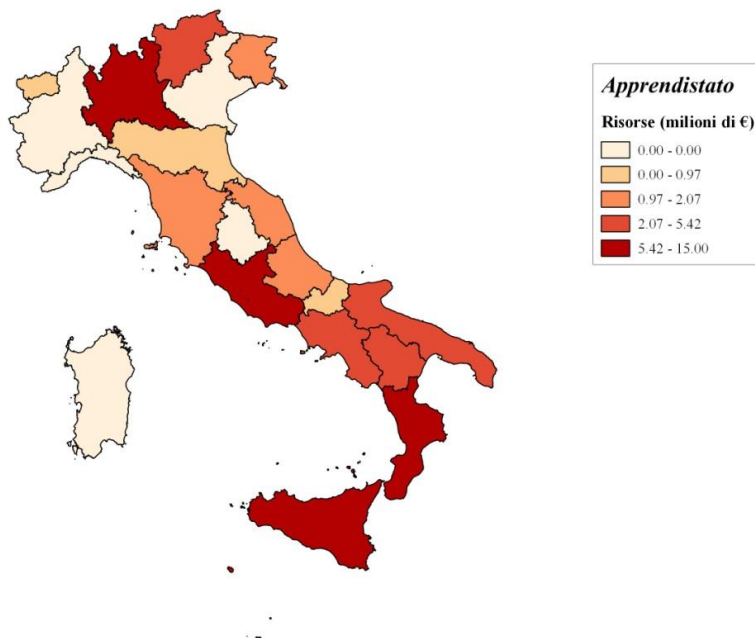 Apprendistato
Risorse (milioni di €)
0.00 - 0.00
0.00 - 0.97
0.97 - 2.07
2.07 - 5.42
5.42 - 15.00